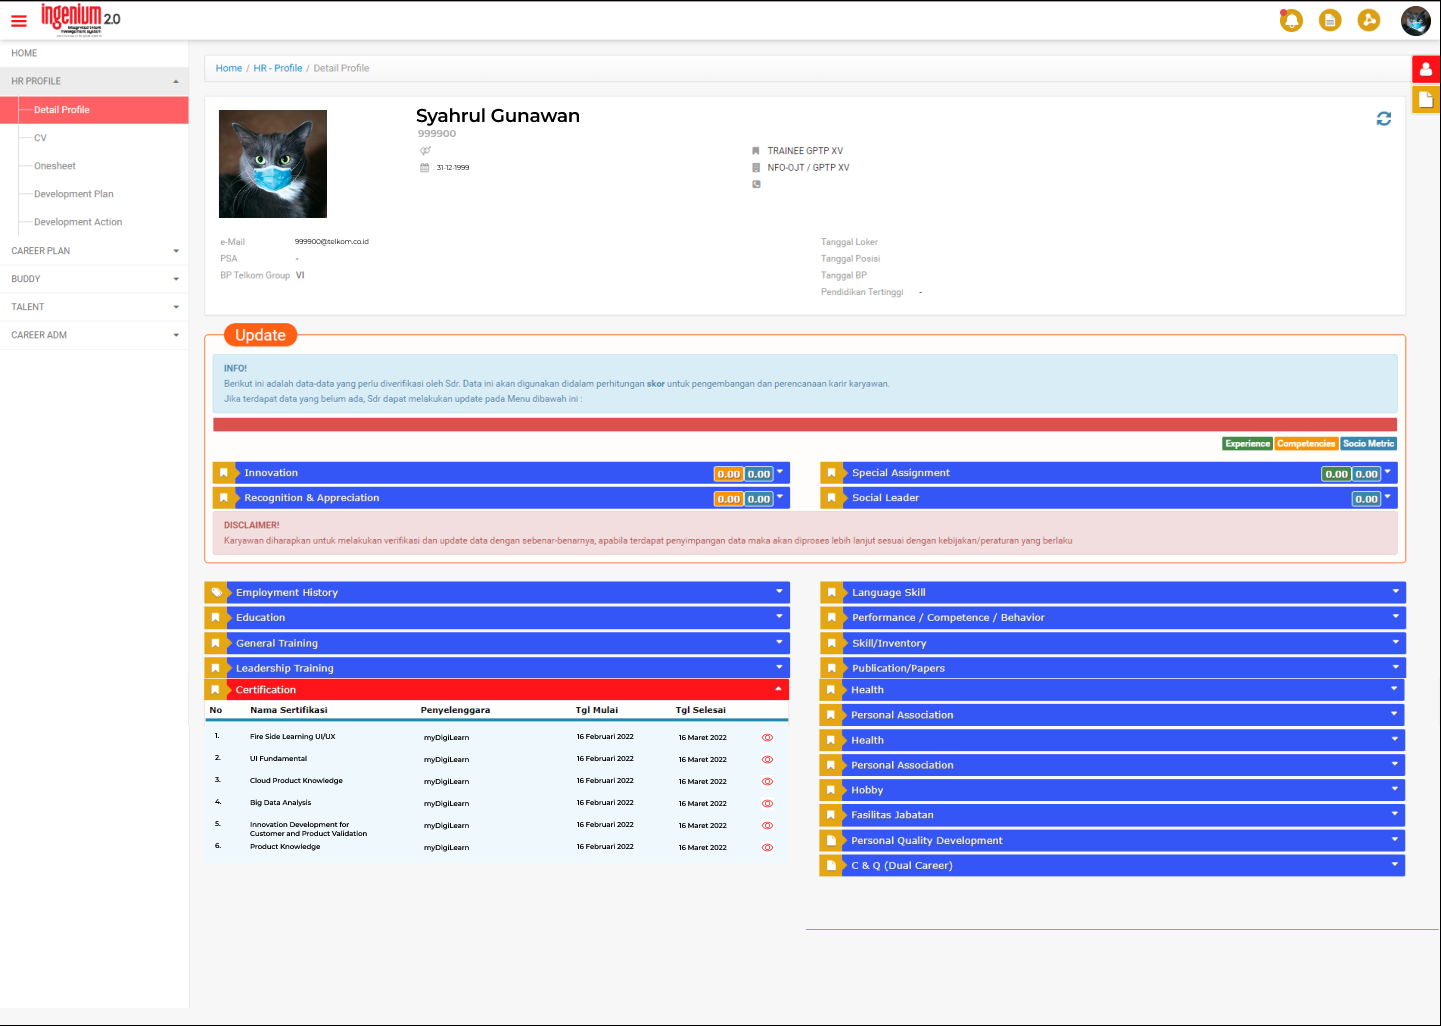 ingenium 2.0
management system
HOME
HR PROFILE
Detail Profile
CV
Onesheet
Development Plan
Development Action
CAREER PLAN
BUDDY
TALENT
CAREER ADM
Home / HR - Profile / Detail Profile
Syahrul Gunawan
999900
31-12-1999
TRAINEE GPTP XV
NFO-OJT / GPTP XV
e-Mail 999900@telkom.co.id
PSA -
BP Telkom Group VI
Tanggal Loker
Tanggal Posisi
Tanggal BP
Pendidikan Tertinggi -
Update
INFO!
Berikut ini adalah data-data yang perlu diverifikasi oleh Sdr. Data ini akan digunakan didalam perhitungan skor untuk pengembangan dan perencanaan karir karyawan.
Jika terdapat data yang belum ada, Sdr dapat melakukan update pada Menu dibawah ini :
Experience Competencies Socio Metric
Innovation 0.00 0.00
Recognition & Appreciation 0.00 0.00
Special Assignment 0.00 0.00
Social Leader 0.00
DISCLAIMER!
Karyawan diharapkan untuk melakukan verifikasi dan update data dengan sebenar-benarnya, apabila terdapat penyimpangan data maka akan diproses lebih lanjut sesuai dengan kebijakan/peraturan yang berlaku
Employment History
Education
General Training
Leadership Training
Certification
No Nama Sertifikasi Penyelenggara Tgl Mulai Tgl Selesai
1. Fire Side Learning UI/UX myDigiLearn 16 Februari 2022 16 Maret 2022
2. UI Fundamental myDigiLearn 16 Februari 2022 16 Maret 2022
3. Cloud Product Knowledge myDigiLearn 16 Februari 2022 16 Maret 2022
4. Big Data Analysis myDigiLearn 16 Februari 2022 16 Maret 2022
5. Innovation Development for myDigiLearn 16 Februari 2022 16 Maret 2022
Customer and Product Validation
6. Product Knowledge myDigiLearn 16 Februari 2022 16 Maret 2022
Language Skill
Performance / Competence / Behavior
Skill/Inventory
Publication/Papers
Health
Personal Association
Health
Personal Association
Hobby
Fasilitas Jabatan
Personal Quality Development
C & Q (Dual Career)